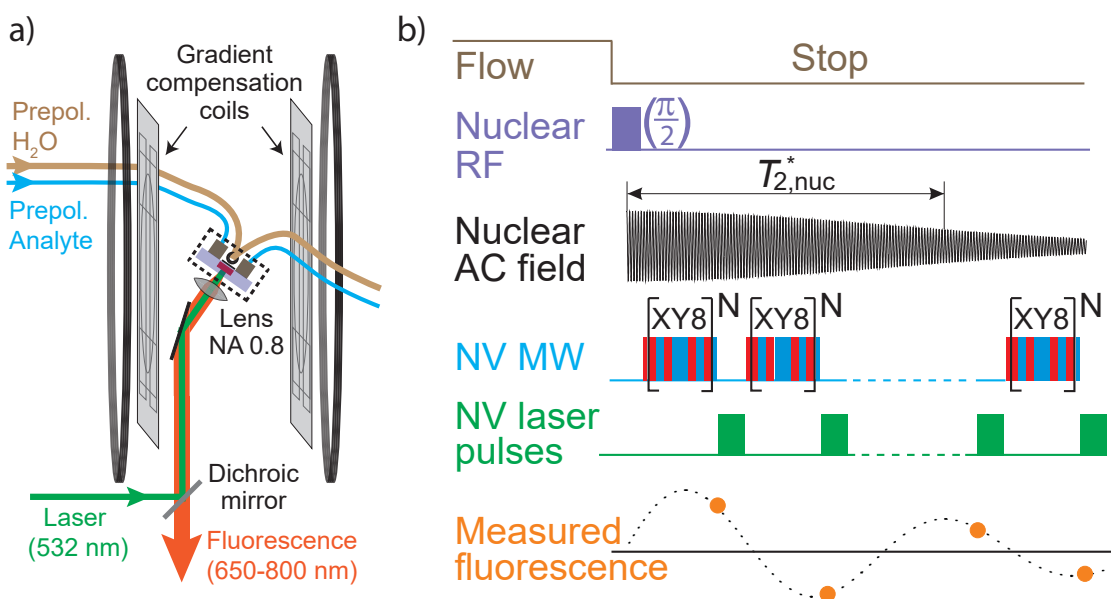 a)
Gradient
compensation
coils
Prepol.
H₂O
Prepol.
Analyte
Lens
NA 0.8
Dichroic
mirror
Laser
(532 nm)
Fluorescence
(650-800 nm)
b)
Flow
Stop
Nuclear
RF
(π/2)
T*2,nuc
Nuclear
AC field
[XY8]N
[XY8]N
[XY8]N
NV MW
NV laser
pulses
Measured
fluorescence